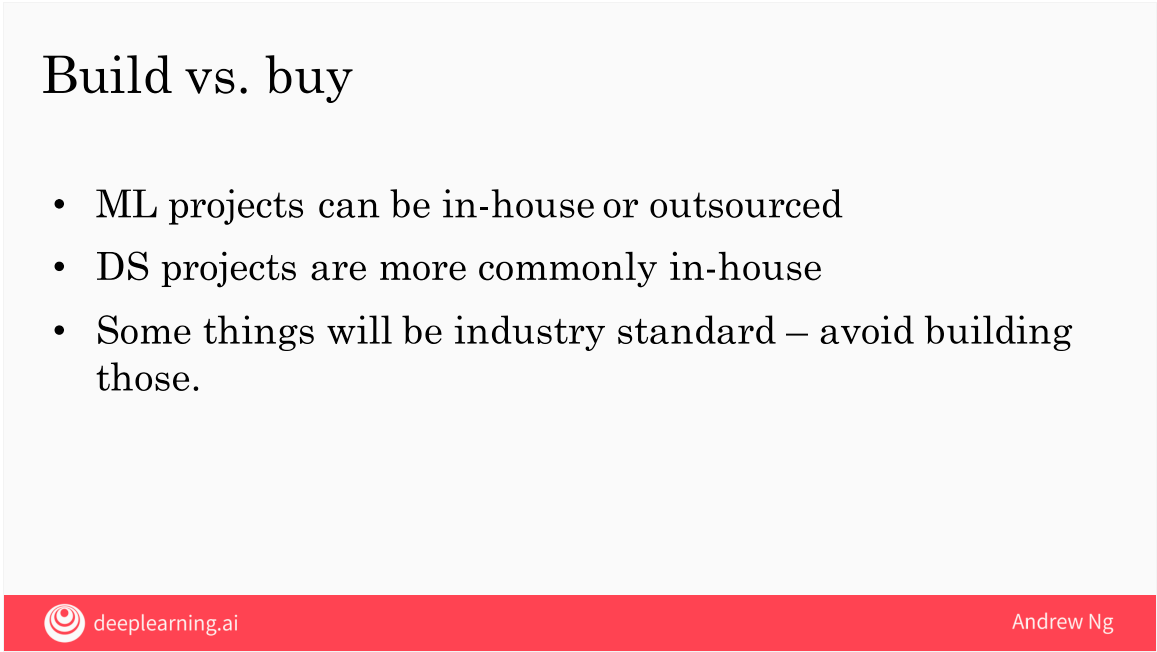 Build vs. buy
• ML projects can be in-house or outsourced
• DS projects are more commonly in-house
• Some things will be industry standard – avoid building
those.
deeplearning.ai
Andrew Ng